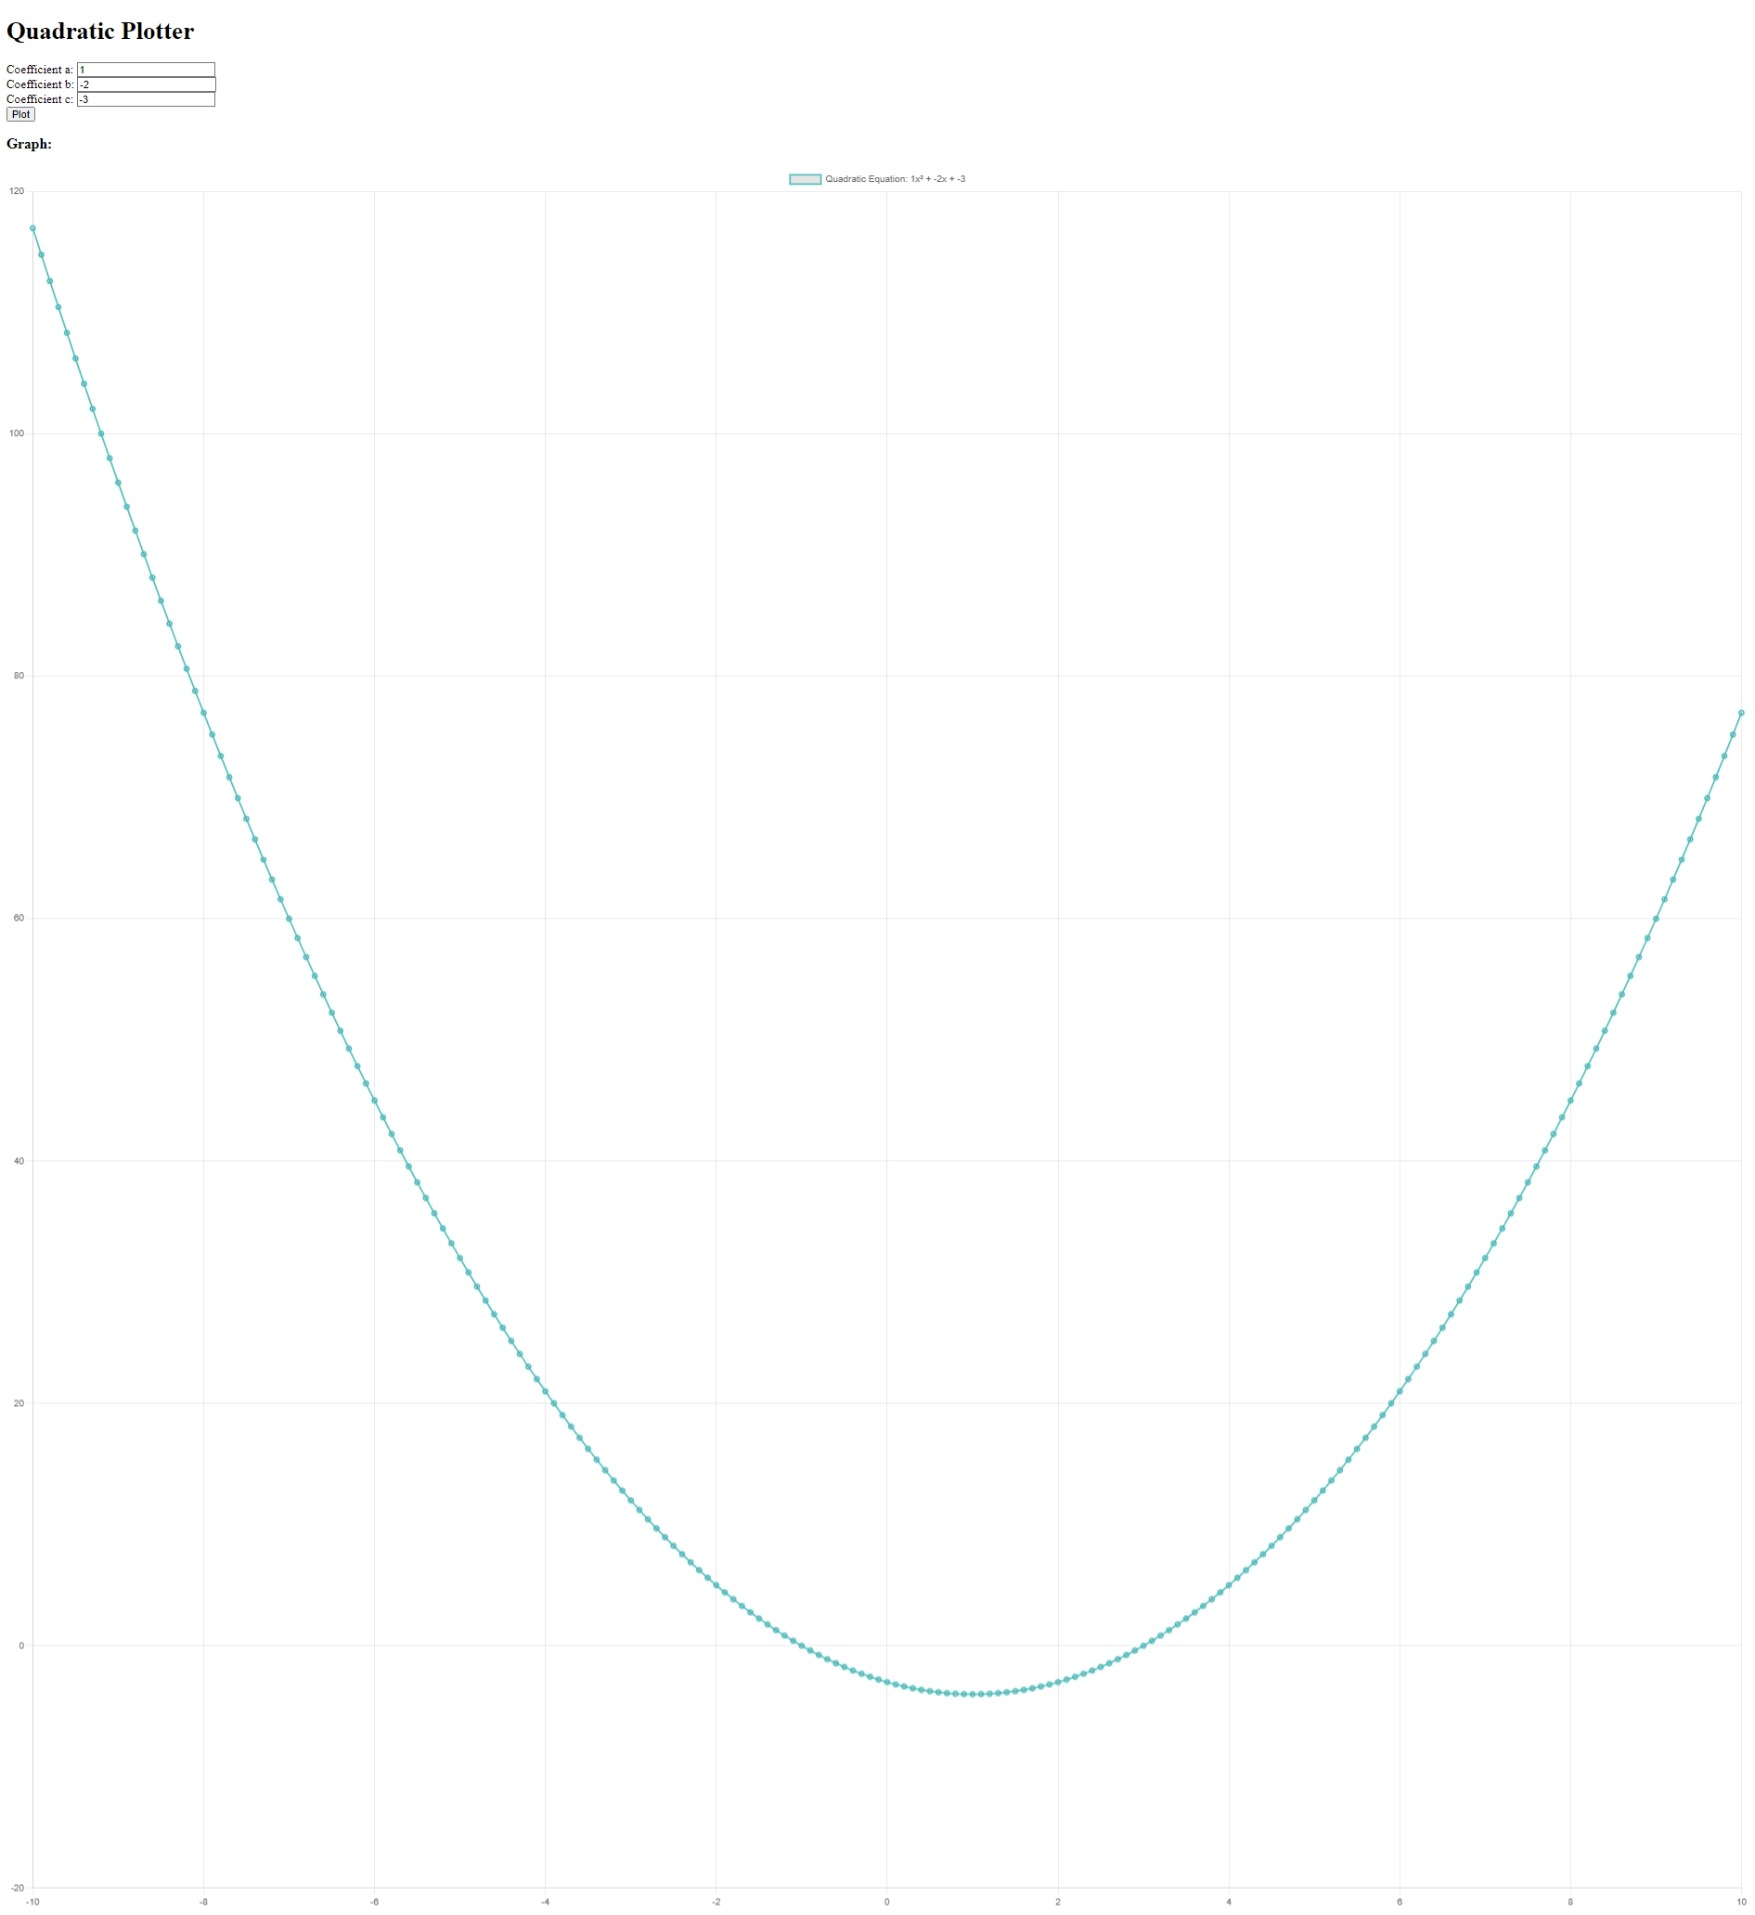 Quadratic Plotter
Coefficient a: 1
Coefficient b: -2
Coefficient c: -3
Plot
Graph:
Quadratic Equation: 1x² + -2x + -3
120
100
80
60
40
20
0
-20
-10 -8 -6 -4 -2 0 2 4 6 8 10